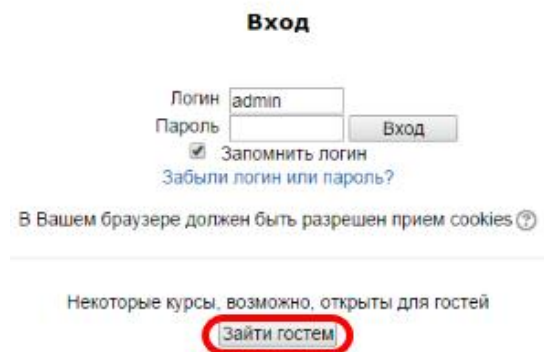 Вход
Логин admin
Пароль Вход
Запомнить логин
Забыли логин или пароль?
В Вашем браузере должен быть разрешен прием cookies ?
Некоторые курсы, возможно, открыты для гостей
Зайти гостем